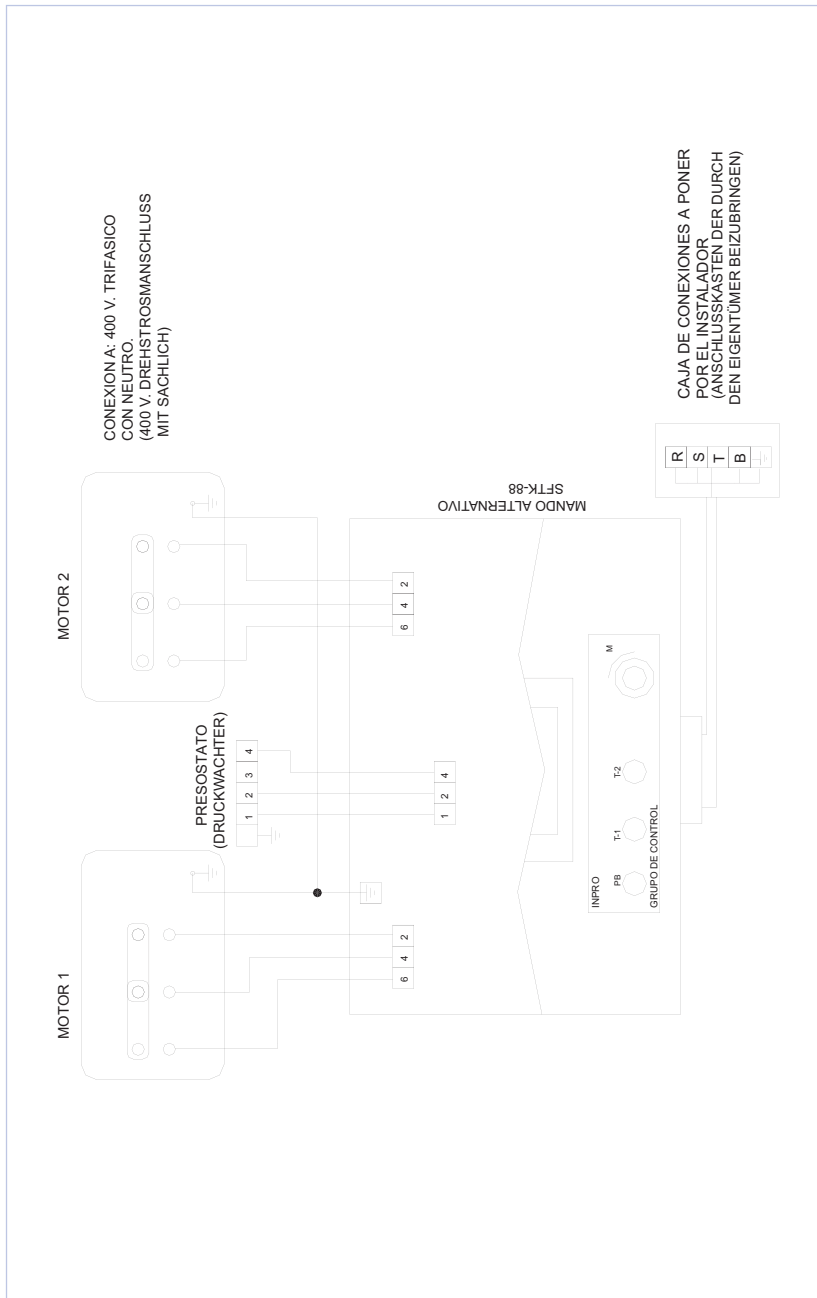 MOTOR 1
MOTOR 2
CONEXION A: 400 V. TRIFASICO
CON NEUTRO.
(400 V. DREHSTROSMANSCHLUSS
MIT SACHLICH)
PRESOSTATO
(DRUCKWACHTER)
1 2 3 4
6 4 2
1 2 4
6 4 2
MANDO ALTERNATIVO
SFTK-88
INPRO
PB T-1 T-2 M
GRUPO DE CONTROL
R
S
T
B
CAJA DE CONEXIONES A PONER
POR EL INSTALADOR
(ANSCHLUSSKASTEN DER DURCH
DEN EIGENTÜMER BEIZUBRINGEN)